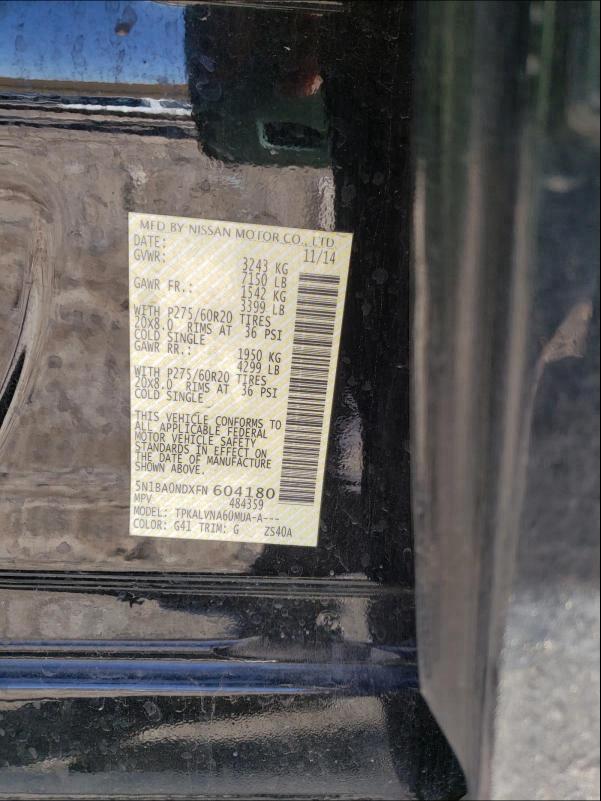 MFD BY NISSAN MOTOR CO., LTD.
DATE: 11/14
GVWR: 3243 KG
7150 LB
GAWR FR.: 1542 KG
3399 LB
WITH P275/60R20 TIRES
20X8.0 RIMS AT 36 PSI
COLD SINGLE
GAWR RR.: 1950 KG
4299 LB
WITH P275/60R20 TIRES
20X8.0 RIMS AT 36 PSI
COLD SINGLE
THIS VEHICLE CONFORMS TO
ALL APPLICABLE FEDERAL
MOTOR VEHICLE SAFETY
STANDARDS IN EFFECT ON
THE DATE OF MANUFACTURE
SHOWN ABOVE.
5N1BA0NDXFN 604180
MPV 484359
MODEL: TPKALVNA60MUA-A---
COLOR: G41 TRIM: G ZS40A